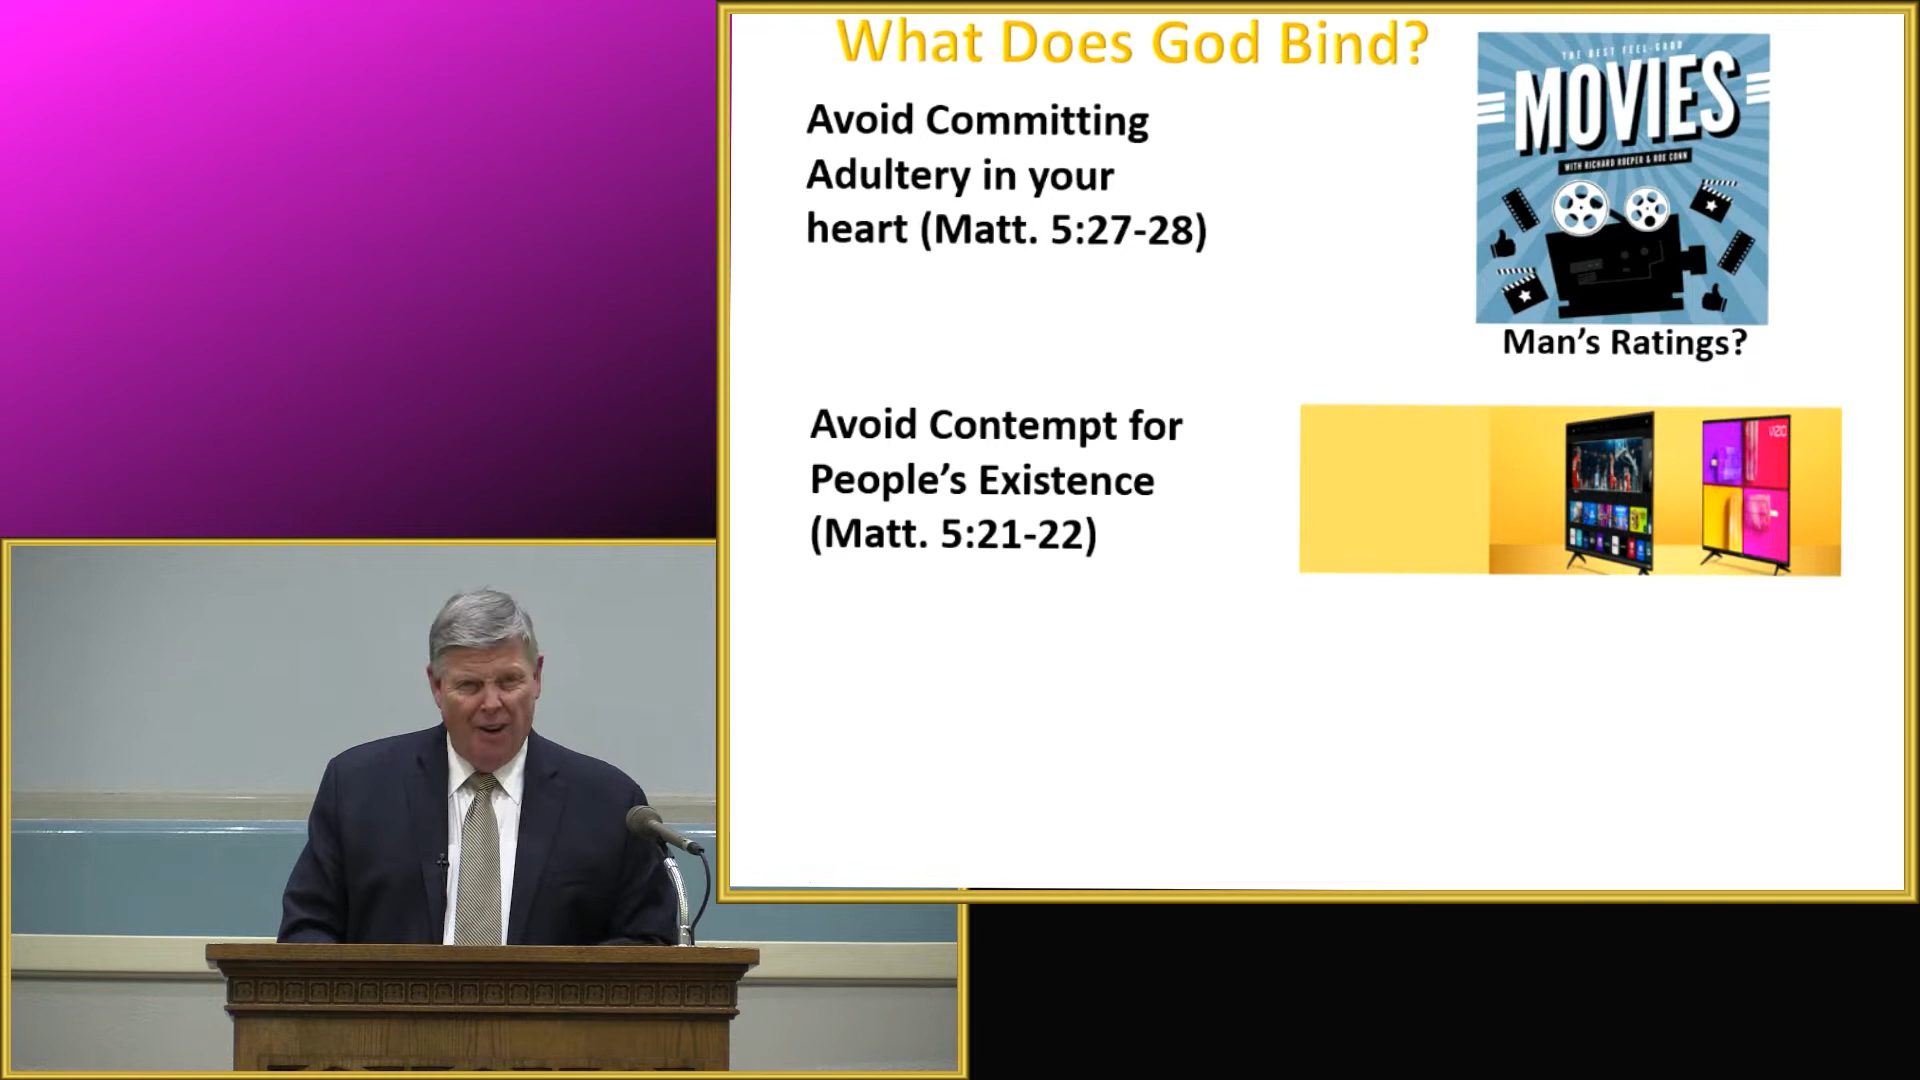 What Does God Bind?
Avoid Committing
Adultery in your
heart (Matt. 5:27-28)
THE BEST FEEL-GOOD
MOVIES
WITH RICHARD ROEPER & ROE CONN
Man's Ratings?
Avoid Contempt for
People's Existence
(Matt. 5:21-22)
VIZIO